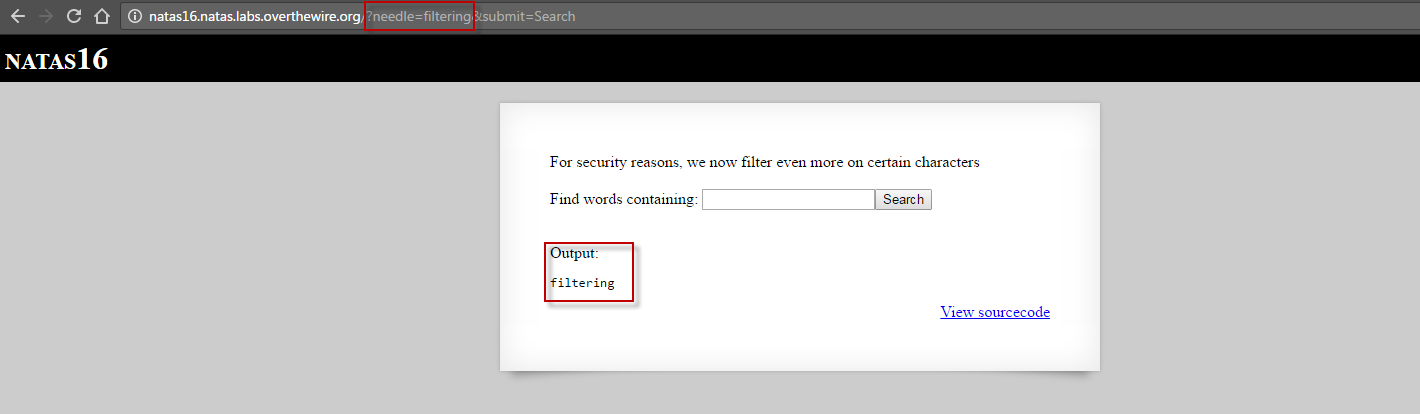 natas16.natas.labs.overthewire.org/?needle=filtering&submit=Search
NATAS16
For security reasons, we now filter even more on certain characters
Find words containing: Search
Output:
filtering
View sourcecode